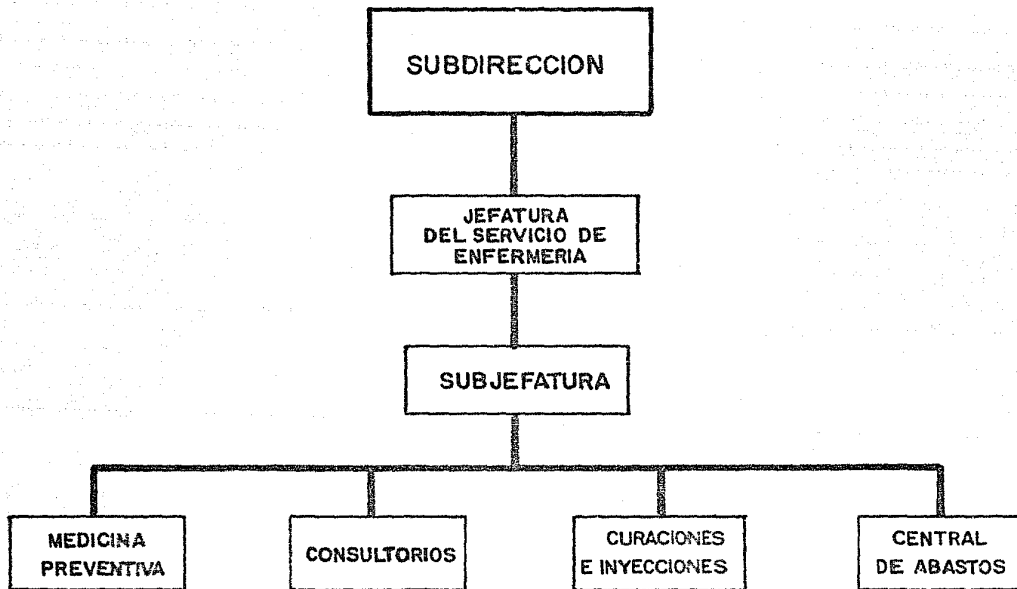 SUBDIRECCION
JEFATURA
DEL SERVICIO DE
ENFERMERIA
SUBJEFATURA
MEDICINA
PREVENTIVA
CONSULTORIOS
CURACIONES
E INYECCIONES
CENTRAL
DE ABASTOS